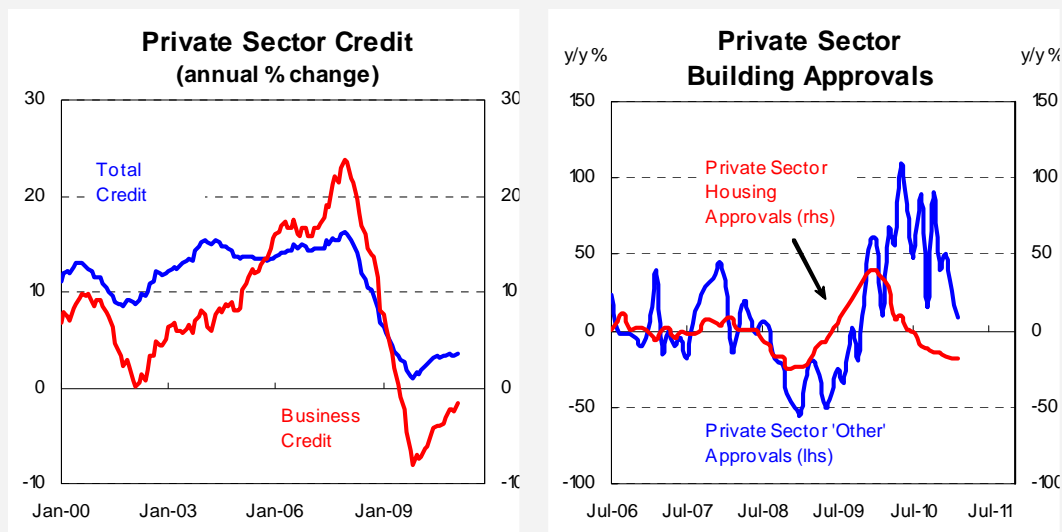 Private Sector Credit
(annual % change)
30
30
20
20
10
10
0
0
-10
-10
Total
Credit
Business
Credit
Jan-00
Jan-03
Jan-06
Jan-09
Private Sector
Building Approvals
y/y %
y/y %
150
150
100
100
50
50
0
0
-50
-50
-100
-100
Private Sector
Housing
Approvals (rhs)
Private Sector 'Other'
Approvals (lhs)
Jul-06
Jul-07
Jul-08
Jul-09
Jul-10
Jul-11